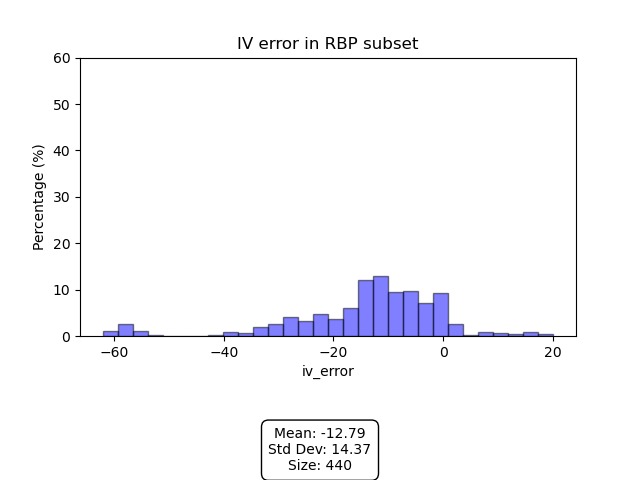 IV error in RBP subset
60
50
40
30
20
10
0
Percentage (%)
−60
−40
−20
0
20
iv_error
Mean: -12.79
Std Dev: 14.37
Size: 440